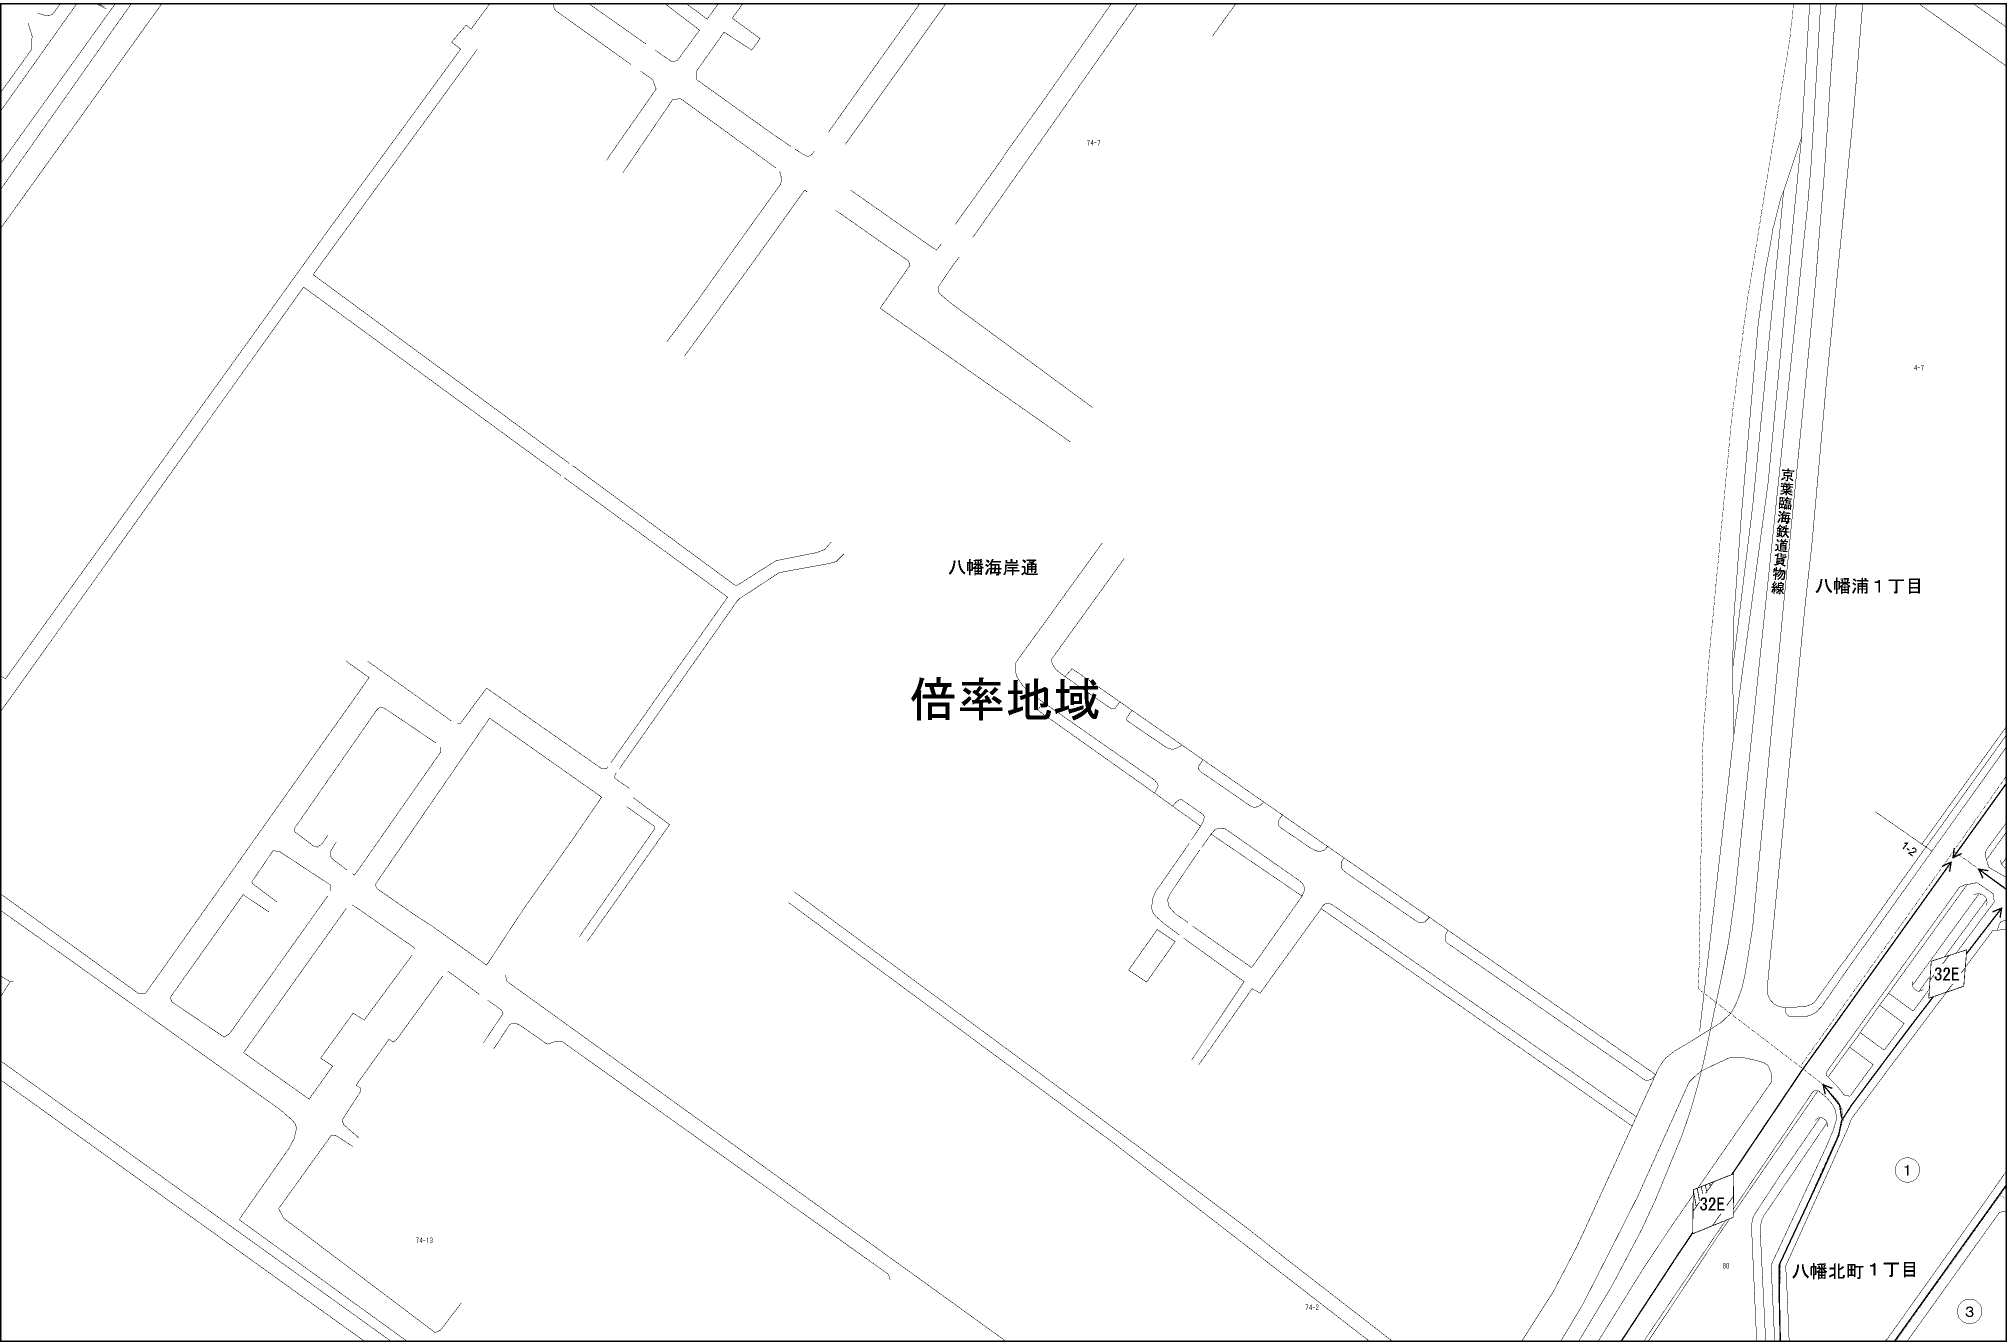 74-7
4-7
京葉臨海鉄道貨物線
八幡海岸通
八幡浦１丁目
倍率地域
1-2
32E
1
32E
74-13
80
八幡北町１丁目
74-2
3